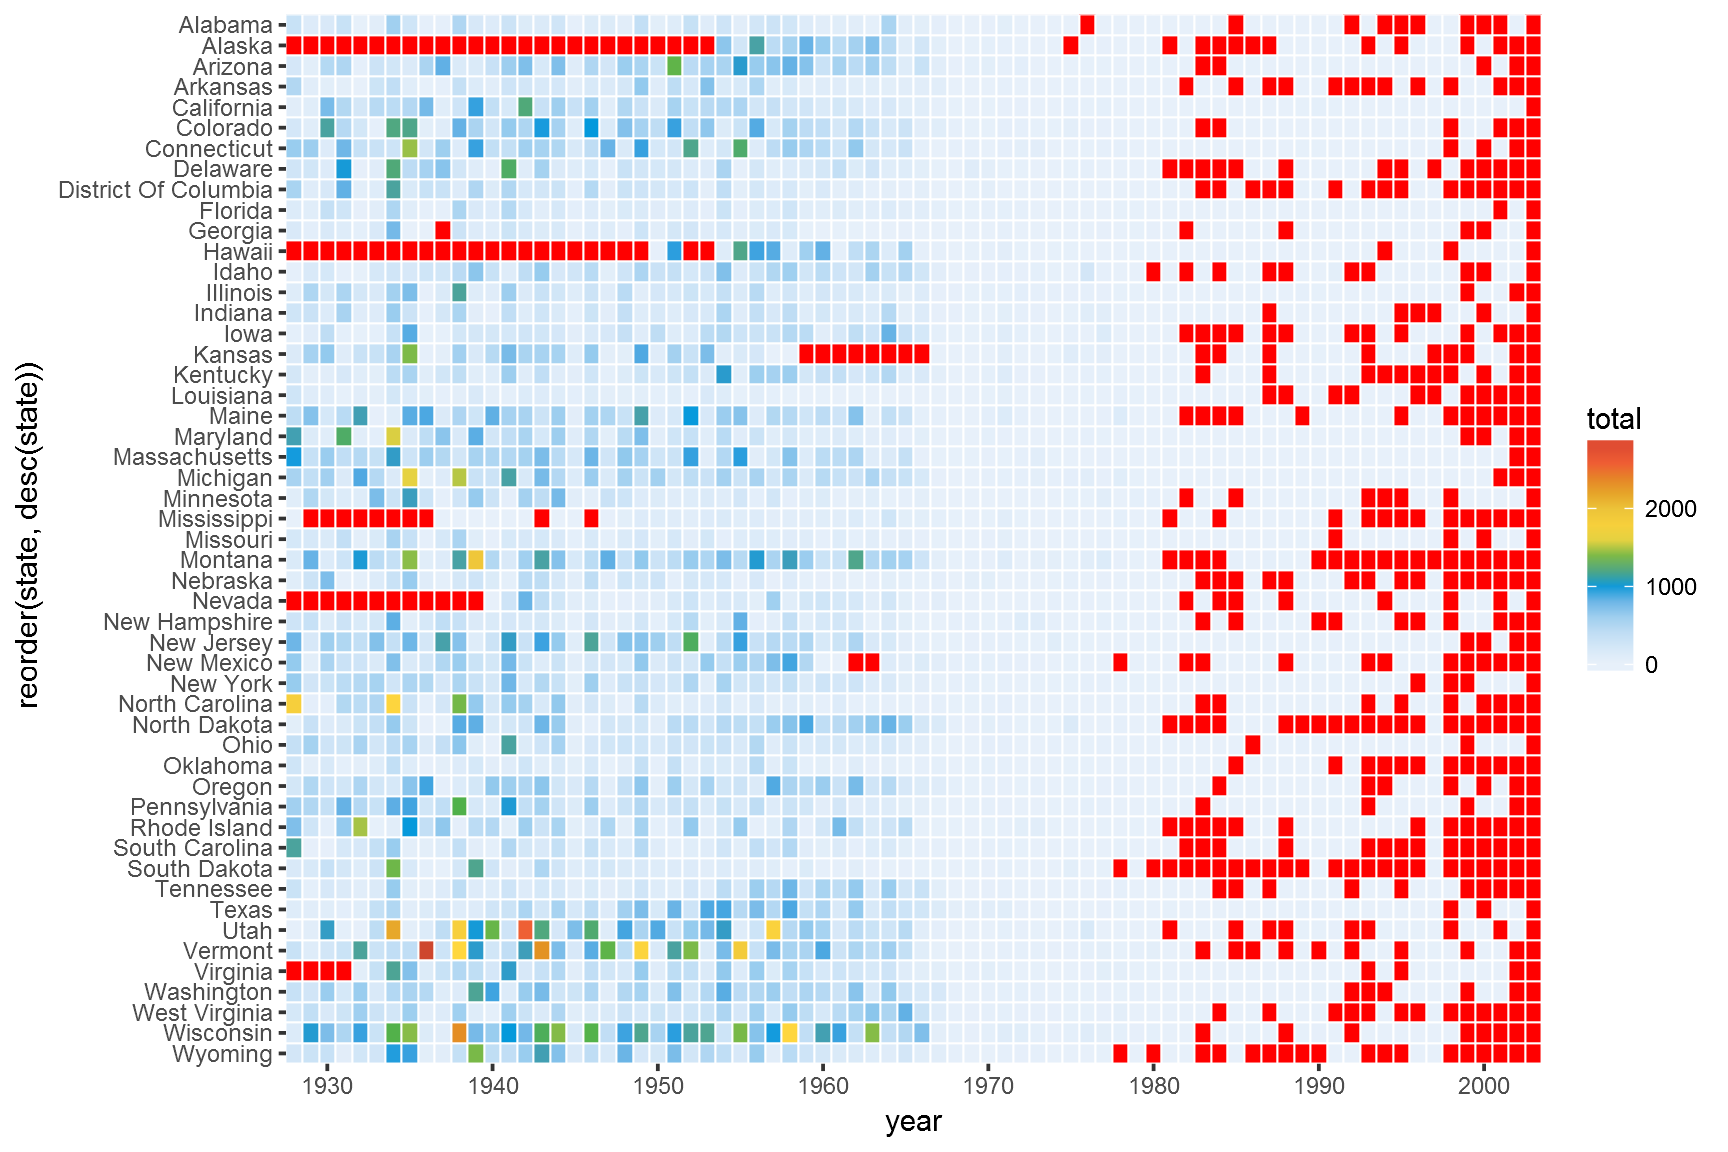 Alabama
Alaska
Arizona
Arkansas
California
Colorado
Connecticut
Delaware
District Of Columbia
Florida
Georgia
Hawaii
Idaho
Illinois
Indiana
Iowa
Kansas
Kentucky
Louisiana
Maine
Maryland
Massachusetts
Michigan
Minnesota
Mississippi
Missouri
Montana
Nebraska
Nevada
New Hampshire
New Jersey
New Mexico
New York
North Carolina
North Dakota
Ohio
Oklahoma
Oregon
Pennsylvania
Rhode Island
South Carolina
South Dakota
Tennessee
Texas
Utah
Vermont
Virginia
Washington
West Virginia
Wisconsin
Wyoming
reorder(state, desc(state))
1930 1940 1950 1960 1970 1980 1990 2000
year
total
2000
1000
0